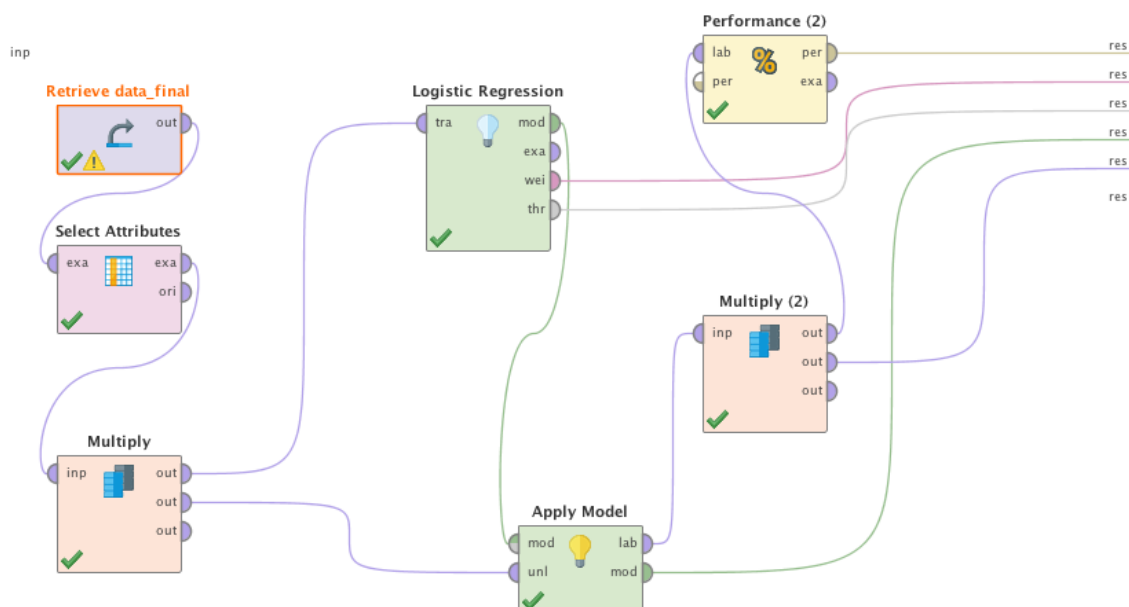 inp
Retrieve data_final
out
Select Attributes
exa exa
ori
Multiply
inp out
out
out
Logistic Regression
tra mod
exa
wei
thr
Apply Model
mod lab
unl mod
Multiply (2)
inp out
out
out
Performance (2)
%
lab per
per exa
res
res
res
res
res
res